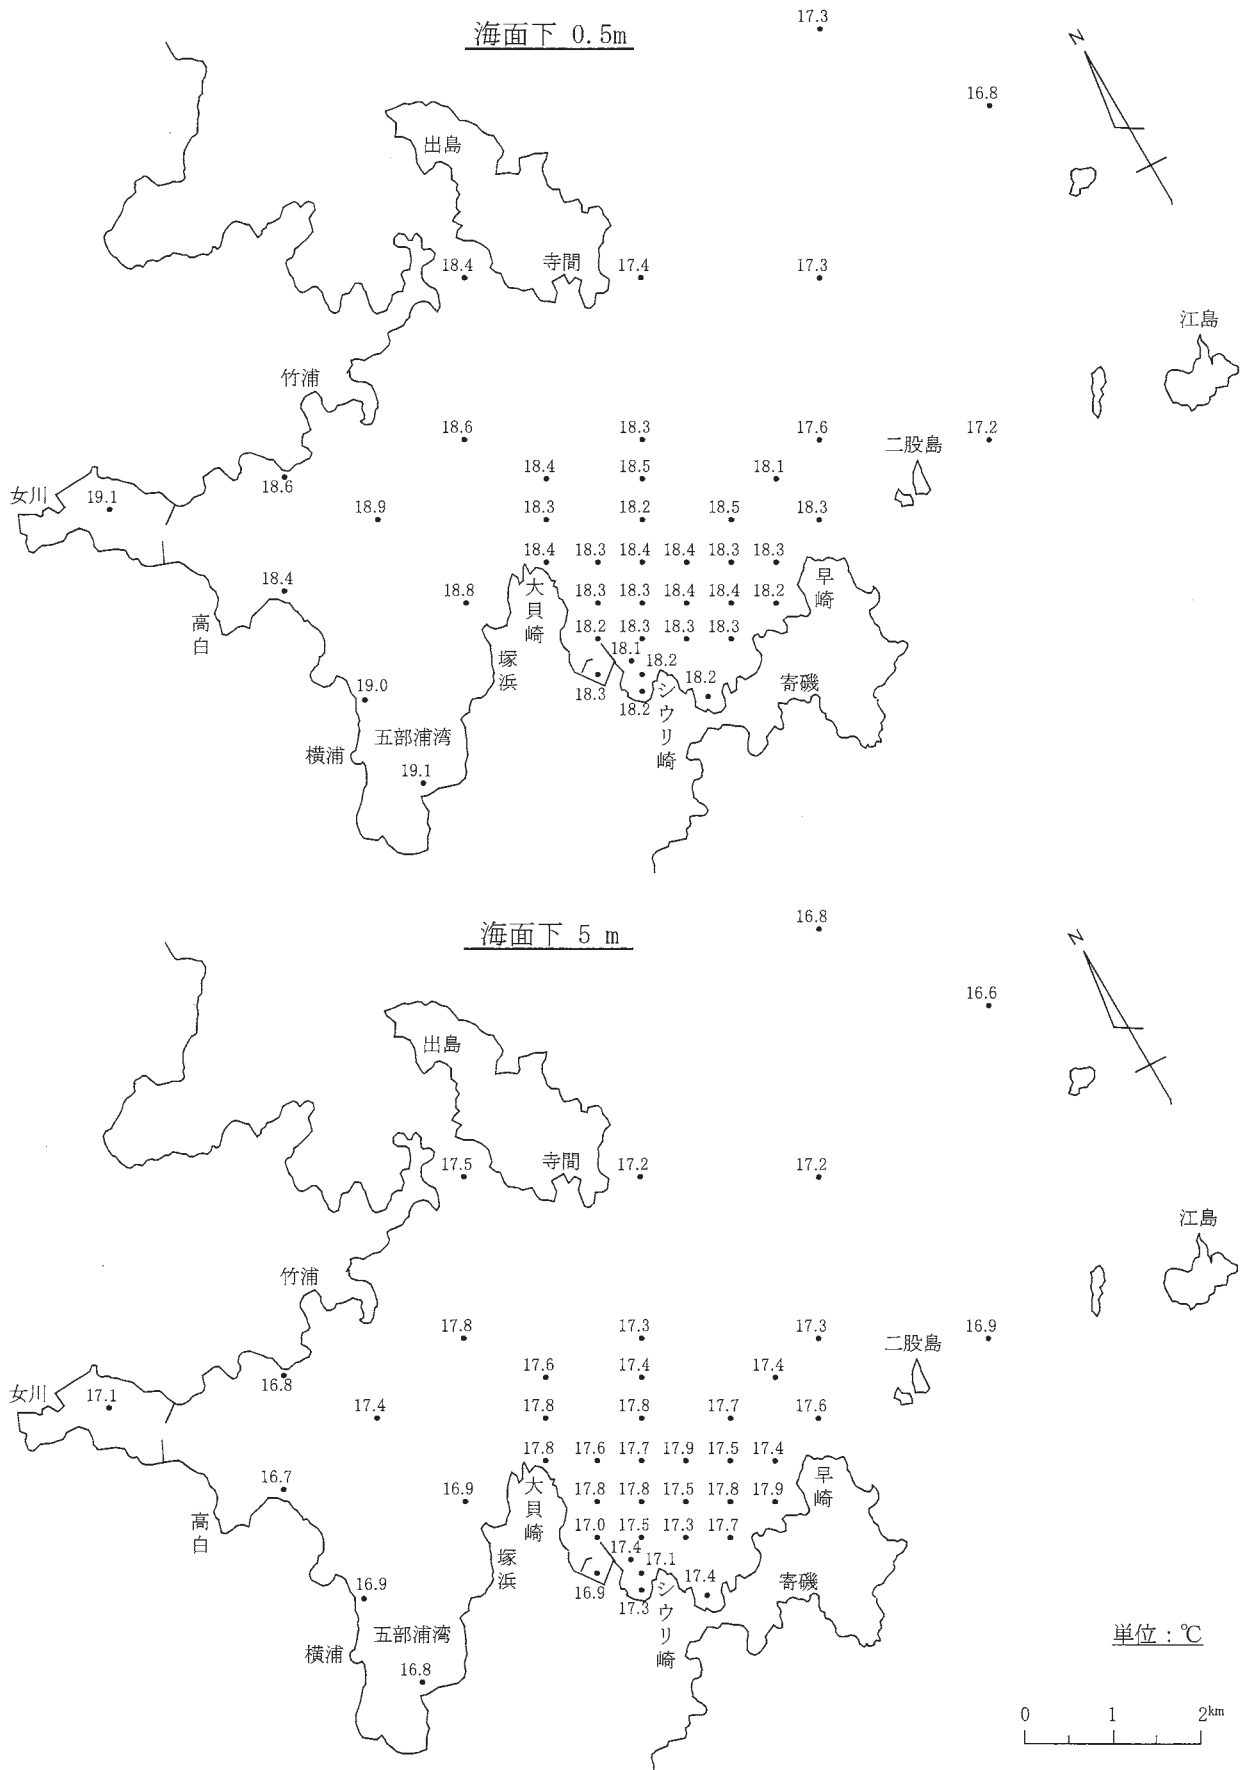 海面下 0.5m
17.3
N
16.8
出島
寺間
18.4
17.4
17.3
江島
竹浦
18.6
18.3
17.6
17.2
二股島
18.4
18.5
18.1
女川
19.1
18.6
18.9
18.3
18.2
18.5
18.3
18.4
18.3
18.4
18.4
18.3
18.3
早崎
大貝崎
18.4
18.8
18.3
18.3
18.4
18.4
18.2
高白
18.2
18.3
18.3
18.3
塚浜
18.1
18.2
18.3
18.2
18.2
シウリ崎
寄磯
19.0
五部浦湾
横浦
19.1
海面下 5 m
16.8
N
16.6
出島
寺間
17.5
17.2
17.2
江島
竹浦
17.8
17.3
17.3
16.9
二股島
17.6
17.4
17.4
女川
17.1
16.8
17.4
17.8
17.8
17.7
17.6
17.8
17.6
17.7
17.9
17.5
17.4
早崎
大貝崎
16.7
16.9
17.8
17.8
17.5
17.8
17.9
高白
17.0
17.5
17.3
17.7
塚浜
17.4
17.1
16.9
17.3
17.4
シウリ崎
寄磯
16.9
五部浦湾
横浦
16.8
単位：℃
0 1 2km